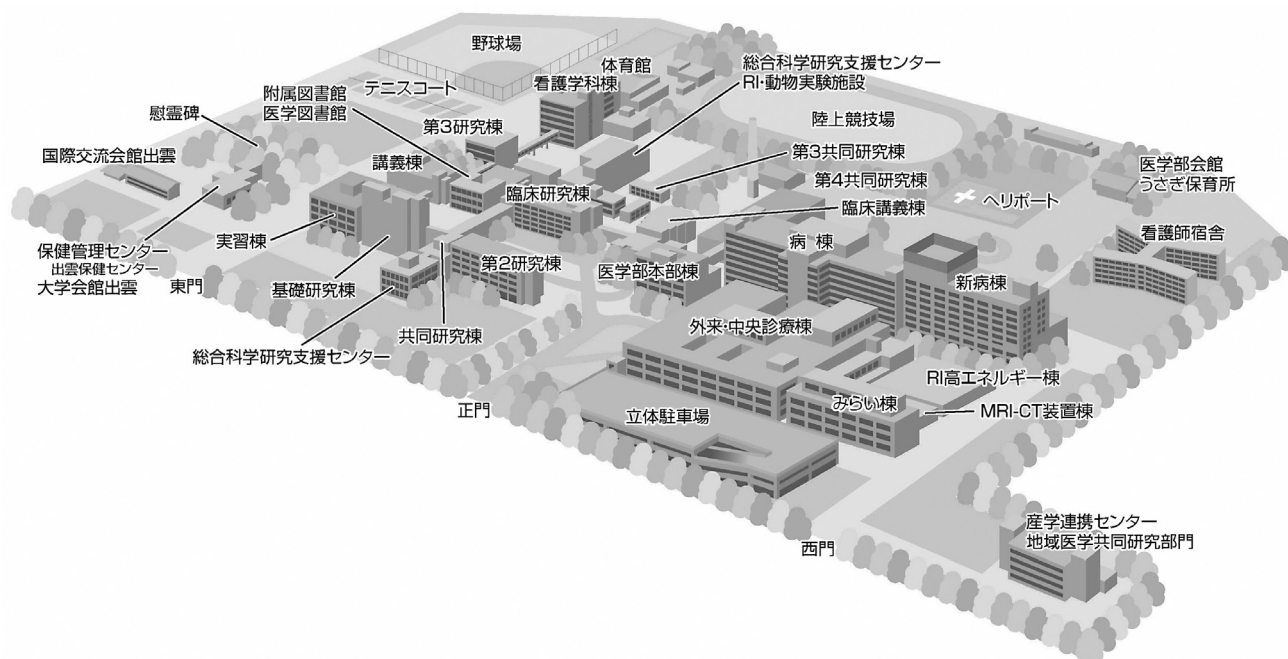 野球場
体育館
総合科学研究支援センター
RI・動物実験施設
看護学科棟
テニスコート
附属図書館
医学図書館
慰霊碑
陸上競技場
第3研究棟
第3共同研究棟
国際交流会館出雲
講義棟
医学部会館
うさぎ保育所
第4共同研究棟
臨床研究棟
ヘリポート
臨床講義棟
看護師宿舎
実習棟
病棟
保健管理センター
出雲保健センター
大学会館出雲
第2研究棟
医学部本部棟
新病棟
東門
基礎研究棟
外来・中央診療棟
共同研究棟
総合科学研究支援センター
RI高エネルギー棟
みらい棟
正門
立体駐車場
MRI-CT装置棟
産学連携センター
地域医学共同研究部門
西門